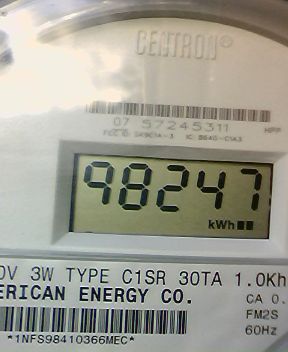 CENTRON®
07 57245311 HPP
98247
kWh
0V 3W TYPE C1SR 30TA 1.0Kh
ERICAN ENERGY CO. CA 0.
FM2S
*1NFS98410366MEC* 60Hz